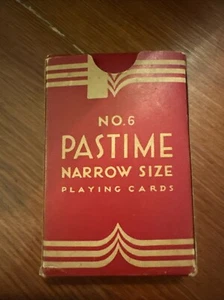 NO. 6
PASTIME
NARROW SIZE
PLAYING CARDS